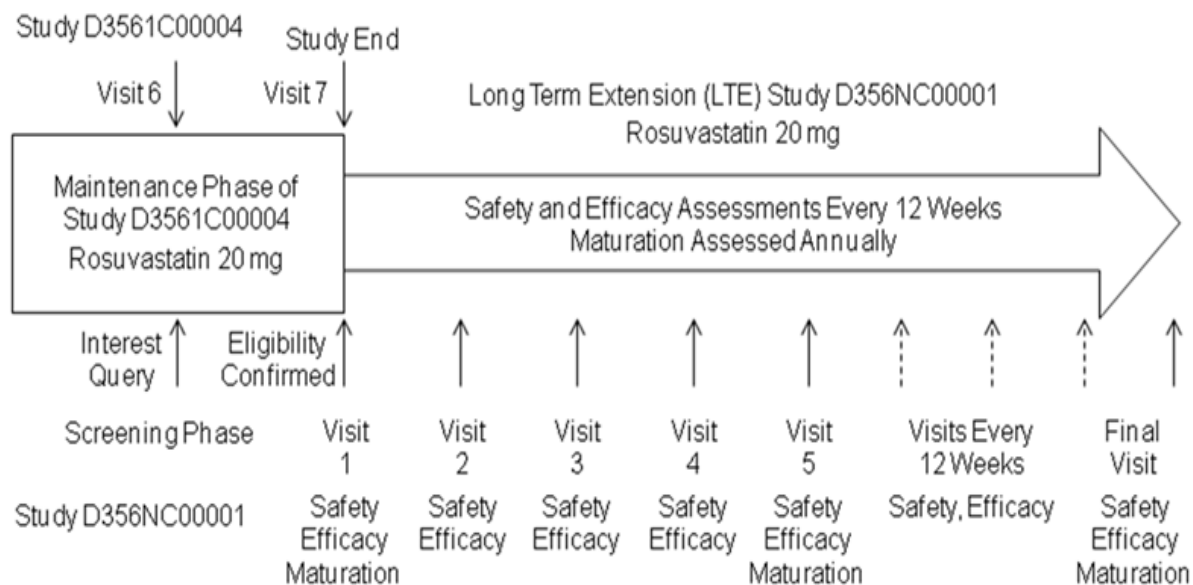 Study D3561C00004
Study End
Visit 6
Visit 7
Long Term Extension (LTE) Study D356NC00001
Rosuvastatin 20 mg
Maintenance Phase of
Study D3561C00004
Rosuvastatin 20 mg
Safety and Efficacy Assessments Every 12 Weeks
Maturation Assessed Annually
Interest
Query
Eligibility
Confirmed
Screening Phase
Visit
1
Visit
2
Visit
3
Visit
4
Visit
5
Visits Every
12 Weeks
Final
Visit
Study D356NC00001
Safety
Efficacy
Maturation
Safety
Efficacy
Safety
Efficacy
Safety
Efficacy
Safety
Efficacy
Maturation
Safety, Efficacy
Safety
Efficacy
Maturation